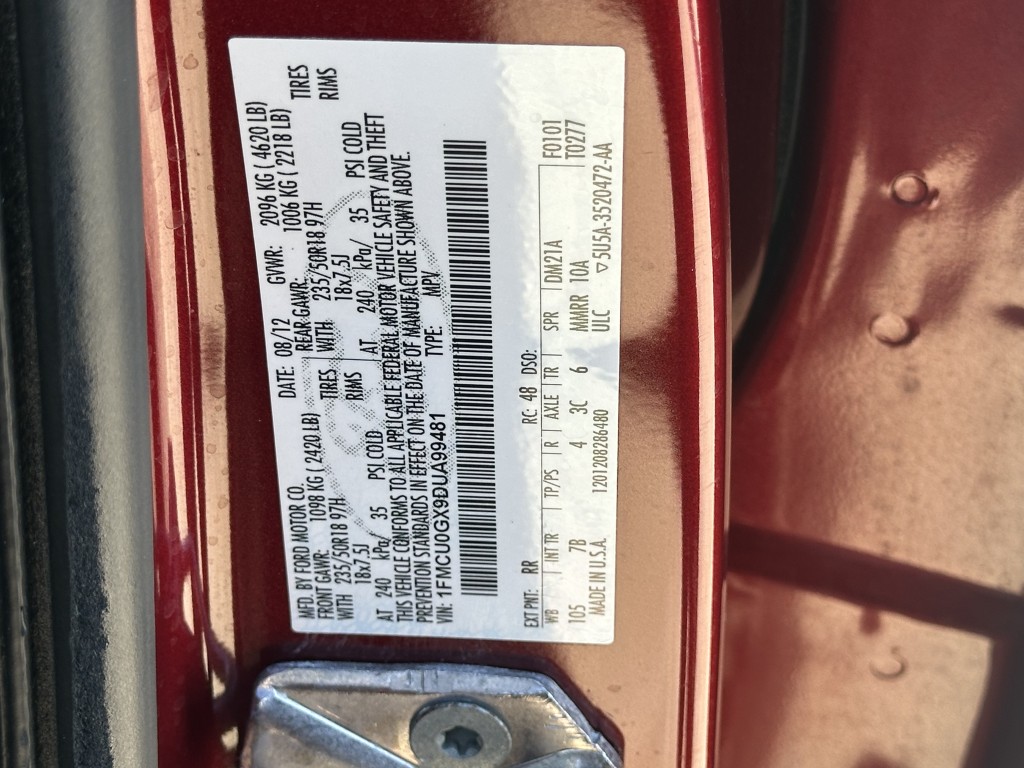 MFD. BY FORD MOTOR CO. DATE: 08/12 GVWR: 2096 KG ( 4620 LB)
FRONT GAWR: 1098 KG ( 2420 LB) REAR GAWR: 1006 KG ( 2218 LB)
WITH 235/50R18 97H TIRES WITH 235/50R18 97H TIRES
18x7.5J RIMS 18x7.5J RIMS
AT 240 kPa/ 35 PSI COLD AT 240 kPa/ 35 PSI COLD
THIS VEHICLE CONFORMS TO ALL APPLICABLE FEDERAL MOTOR VEHICLE SAFETY AND THEFT
PREVENTION STANDARDS IN EFFECT ON THE DATE OF MANUFACTURE SHOWN ABOVE.
VIN: 1FMCU0GX9DUA99481 TYPE: MPV
EXT PNT: RR RC: 48 DSO: F0101
WB INT TR TP/PS R AXLE TR SPR DM21A T0277
105 7B 4 3C 6 MMRR 10A
MADE IN U.S.A. 120120828648​0 ULC ▽5U5A-3520472-AA